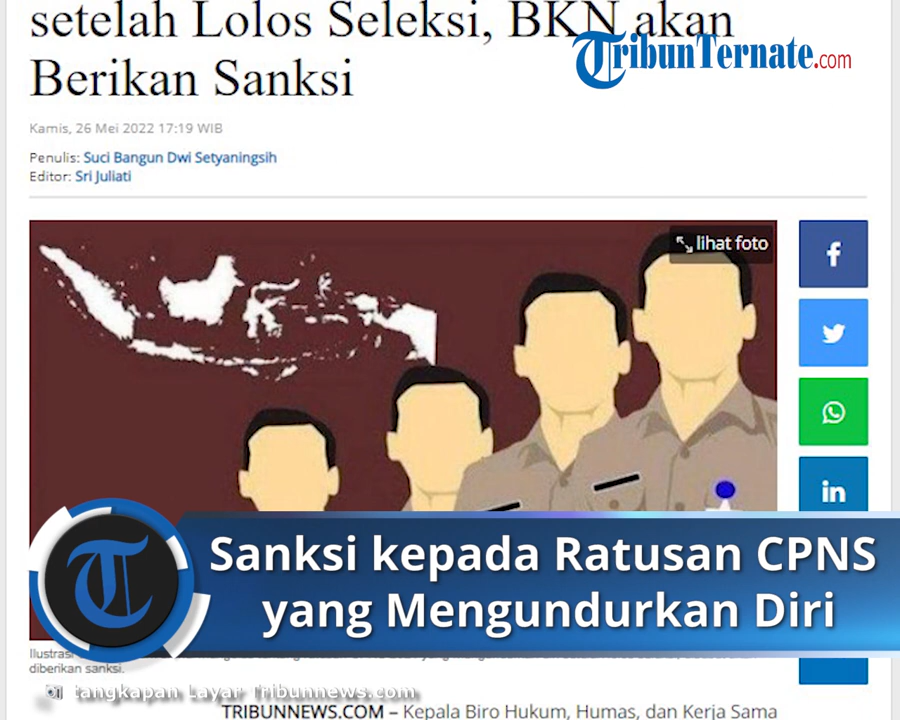 setelah Lolos Seleksi, BKN akan
Berikan Sanksi
TribunTernate.com
Kamis, 26 Mei 2022 17:19 WIB
Penulis: Suci Bangun Dwi Setyaningsih
Editor: Sri Juliati
lihat foto
f
in
T
Sanksi kepada Ratusan CPNS
yang Mengundurkan Diri
Ilustrasi
diberikan sanksi.
tangkapan Layar Tribunnews.com
TRIBUNNEWS.COM – Kepala Biro Hukum, Humas, dan Kerja Sama